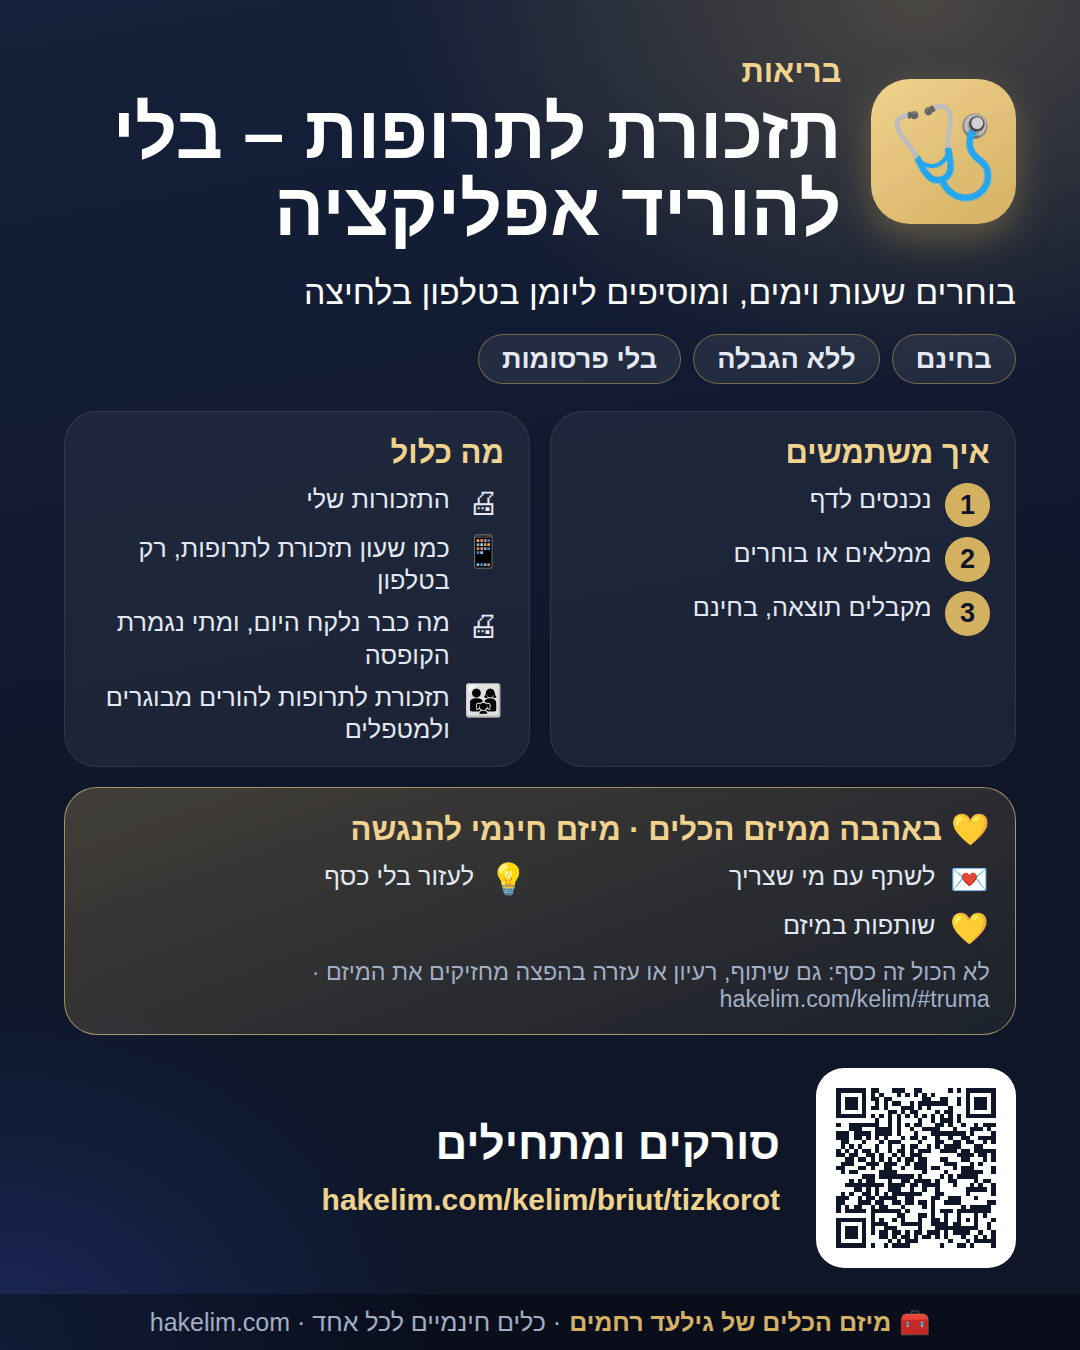 בריאות
תזכורת לתרופות – בלי
להוריד אפליקציה
בוחרים שעות וימים, ומוסיפים ליומן בטלפון בלחיצה
בחינם
ללא הגבלה
בלי פרסומות
איך משתמשים
1 נכנסים לדף
2 ממלאים או בוחרים
3 מקבלים תוצאה, בחינם
מה כלול
התזכורות שלי
כמו שעון תזכורת לתרופות, רק
בטלפון
מה כבר נלקח היום, ומתי נגמרת
הקופסה
תזכורת לתרופות להורים מבוגרים
ולמטפלים
באהבה ממיזם הכלים · מיזם חינמי להנגשה
לשתף עם מי שצריך
לעזור בלי כסף
שותפות במיזם
לא הכול זה כסף: גם שיתוף, רעיון או עזרה בהפצה מחזיקים את המיזם ·
hakelim.com/kelim/#truma
סורקים ומתחילים
hakelim.com/kelim/briut/tizkorot
מיזם הכלים של גילעד רחמים · כלים חינמיים לכל אחד · hakelim.com